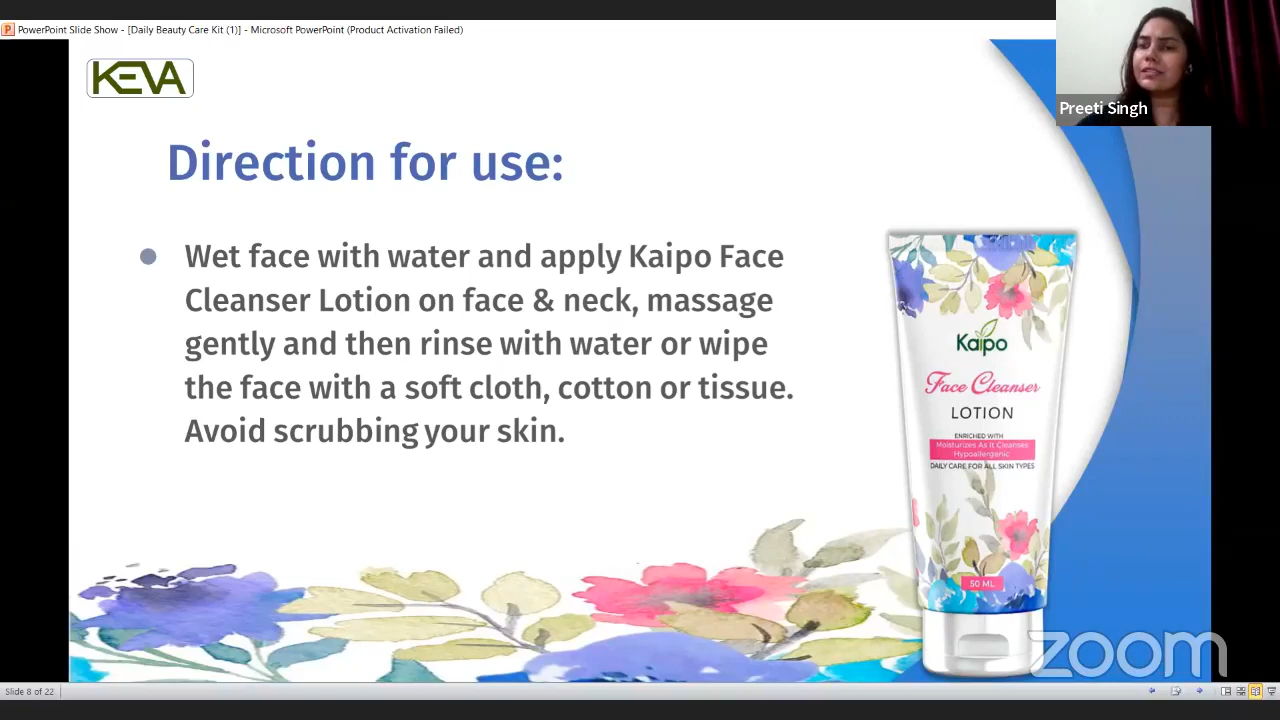 PowerPoint Slide Show - [Daily Beauty Care Kit (1)] - Microsoft PowerPoint (Product Activation Failed)
KEVA
Preeti Singh
Direction for use:
Wet face with water and apply Kaipo Face
Cleanser Lotion on face & neck, massage
gently and then rinse with water or wipe
the face with a soft cloth, cotton or tissue.
Avoid scrubbing your skin.
Kaipo
Face Cleanser
LOTION
ENRICHED WITH
Moisturizes As It Cleanses
Hypoallergenic
DAILY CARE FOR ALL SKIN TYPES
50 ML
zoom
Slide 8 of 22